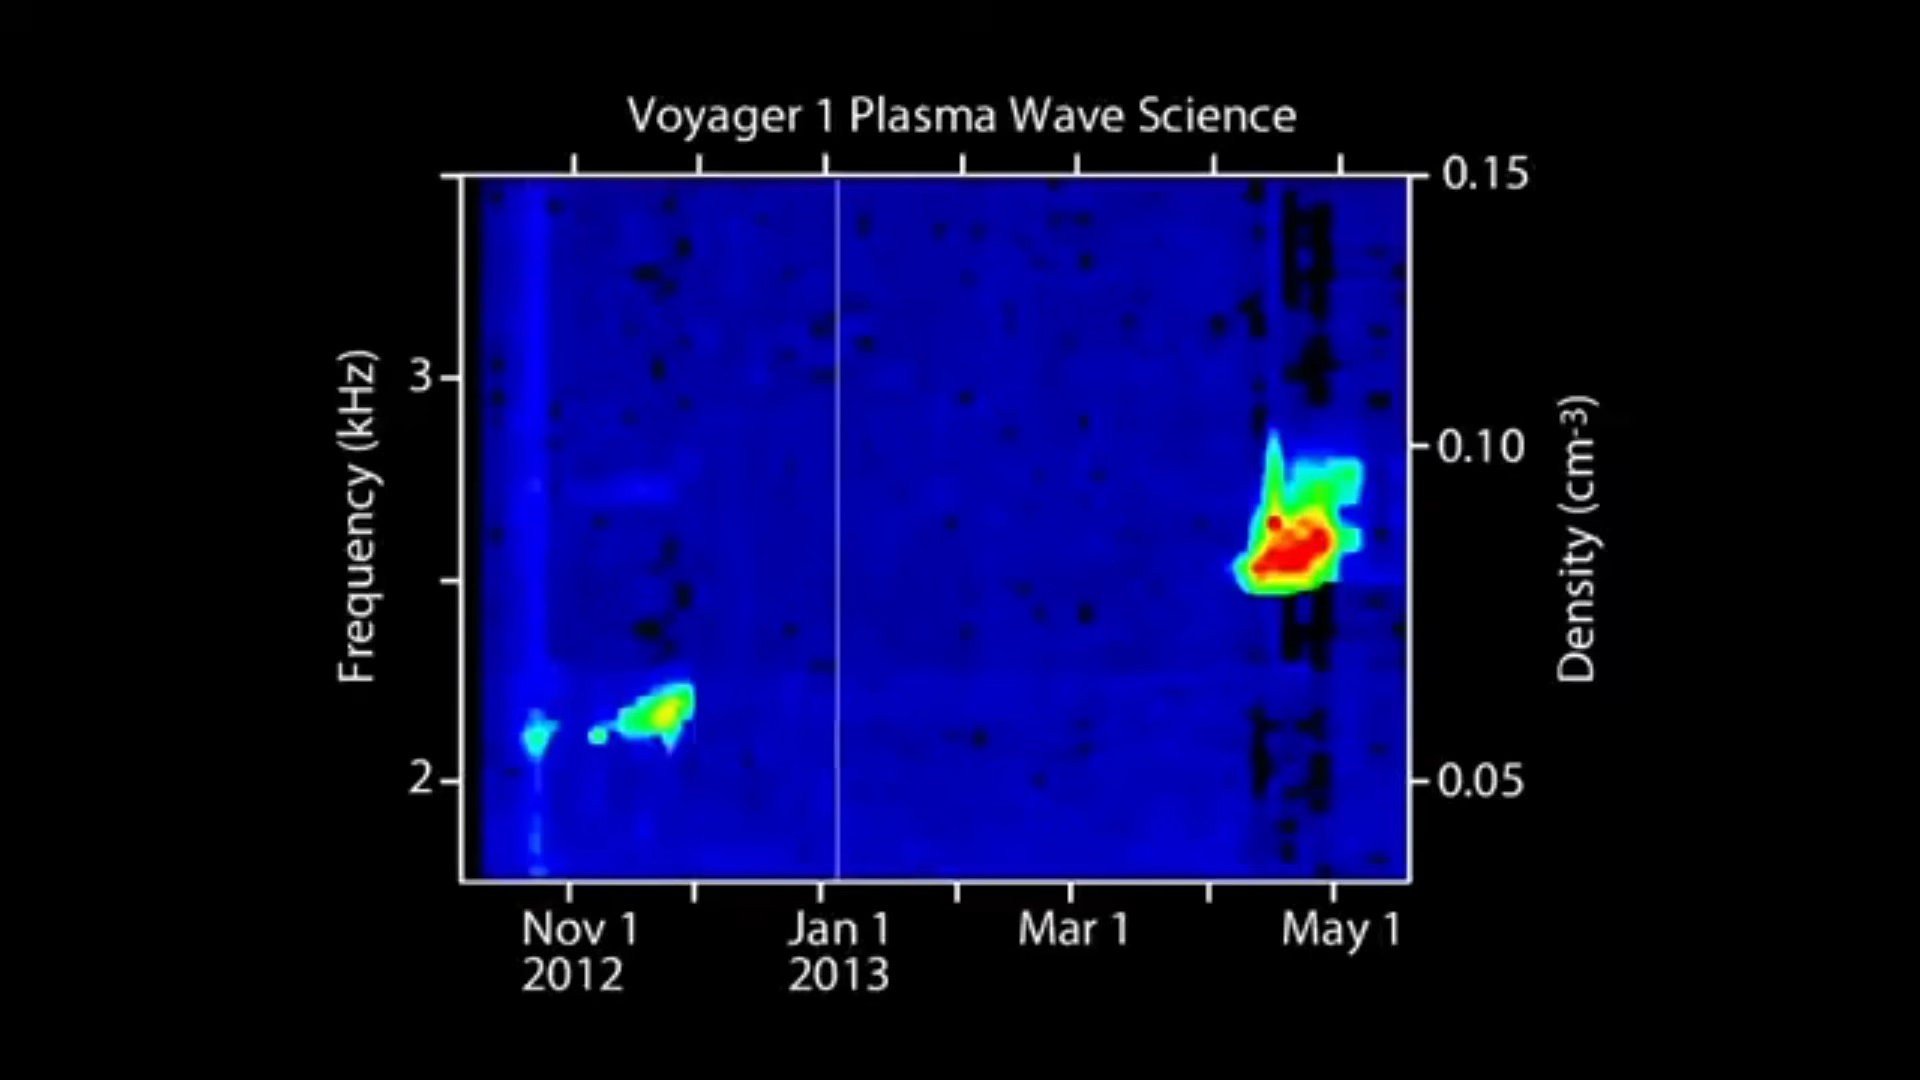 Voyager 1 Plasma Wave Science
0.15
3
0.10
2
0.05
Frequency (kHz)
Density (cm-3)
Nov 1
2012
Jan 1
2013
Mar 1
May 1